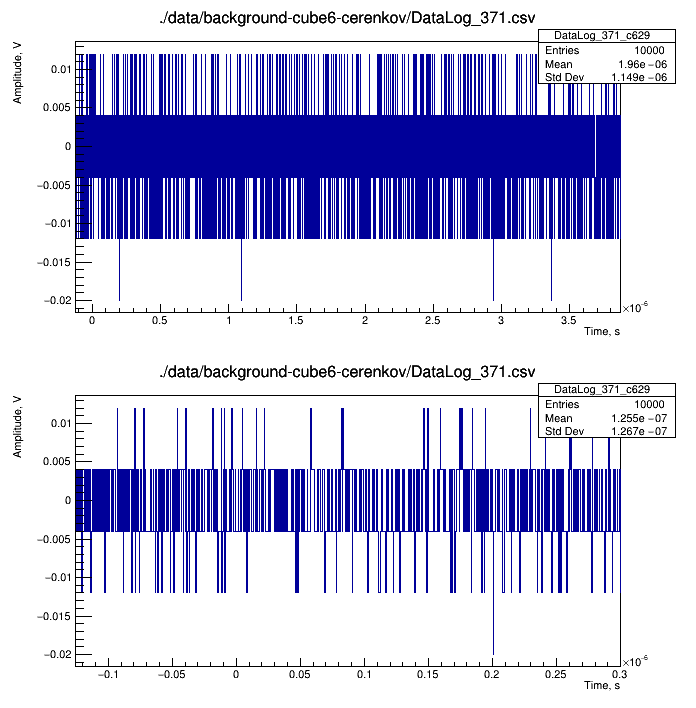 ./data/background-cube6-cerenkov/DataLog_371.csv
DataLog_371_c629
Entries 10000
Mean 1.96e-06
Std Dev 1.149e-06
Amplitude, V
0.01
0.005
0
−0.005
−0.01
−0.015
−0.02
0 0.5 1 1.5 2 2.5 3 3.5
×10⁻⁶
Time, s
./data/background-cube6-cerenkov/DataLog_371.csv
DataLog_371_c629
Entries 10000
Mean 1.255e-07
Std Dev 1.267e-07
Amplitude, V
0.01
0.005
0
−0.005
−0.01
−0.015
−0.02
−0.1 −0.05 0 0.05 0.1 0.15 0.2 0.25 0.3
×10⁻⁶
Time, s